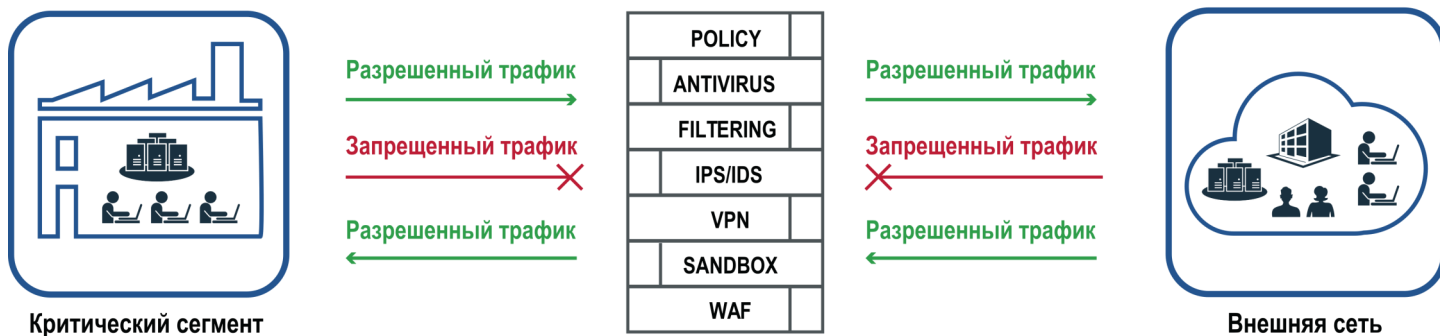 POLICY
Разрешенный трафик
Разрешенный трафик
ANTIVIRUS
FILTERING
Запрещенный трафик
Запрещенный трафик
IPS/IDS
VPN
Разрешенный трафик
Разрешенный трафик
SANDBOX
WAF
Критический сегмент
Внешняя сеть